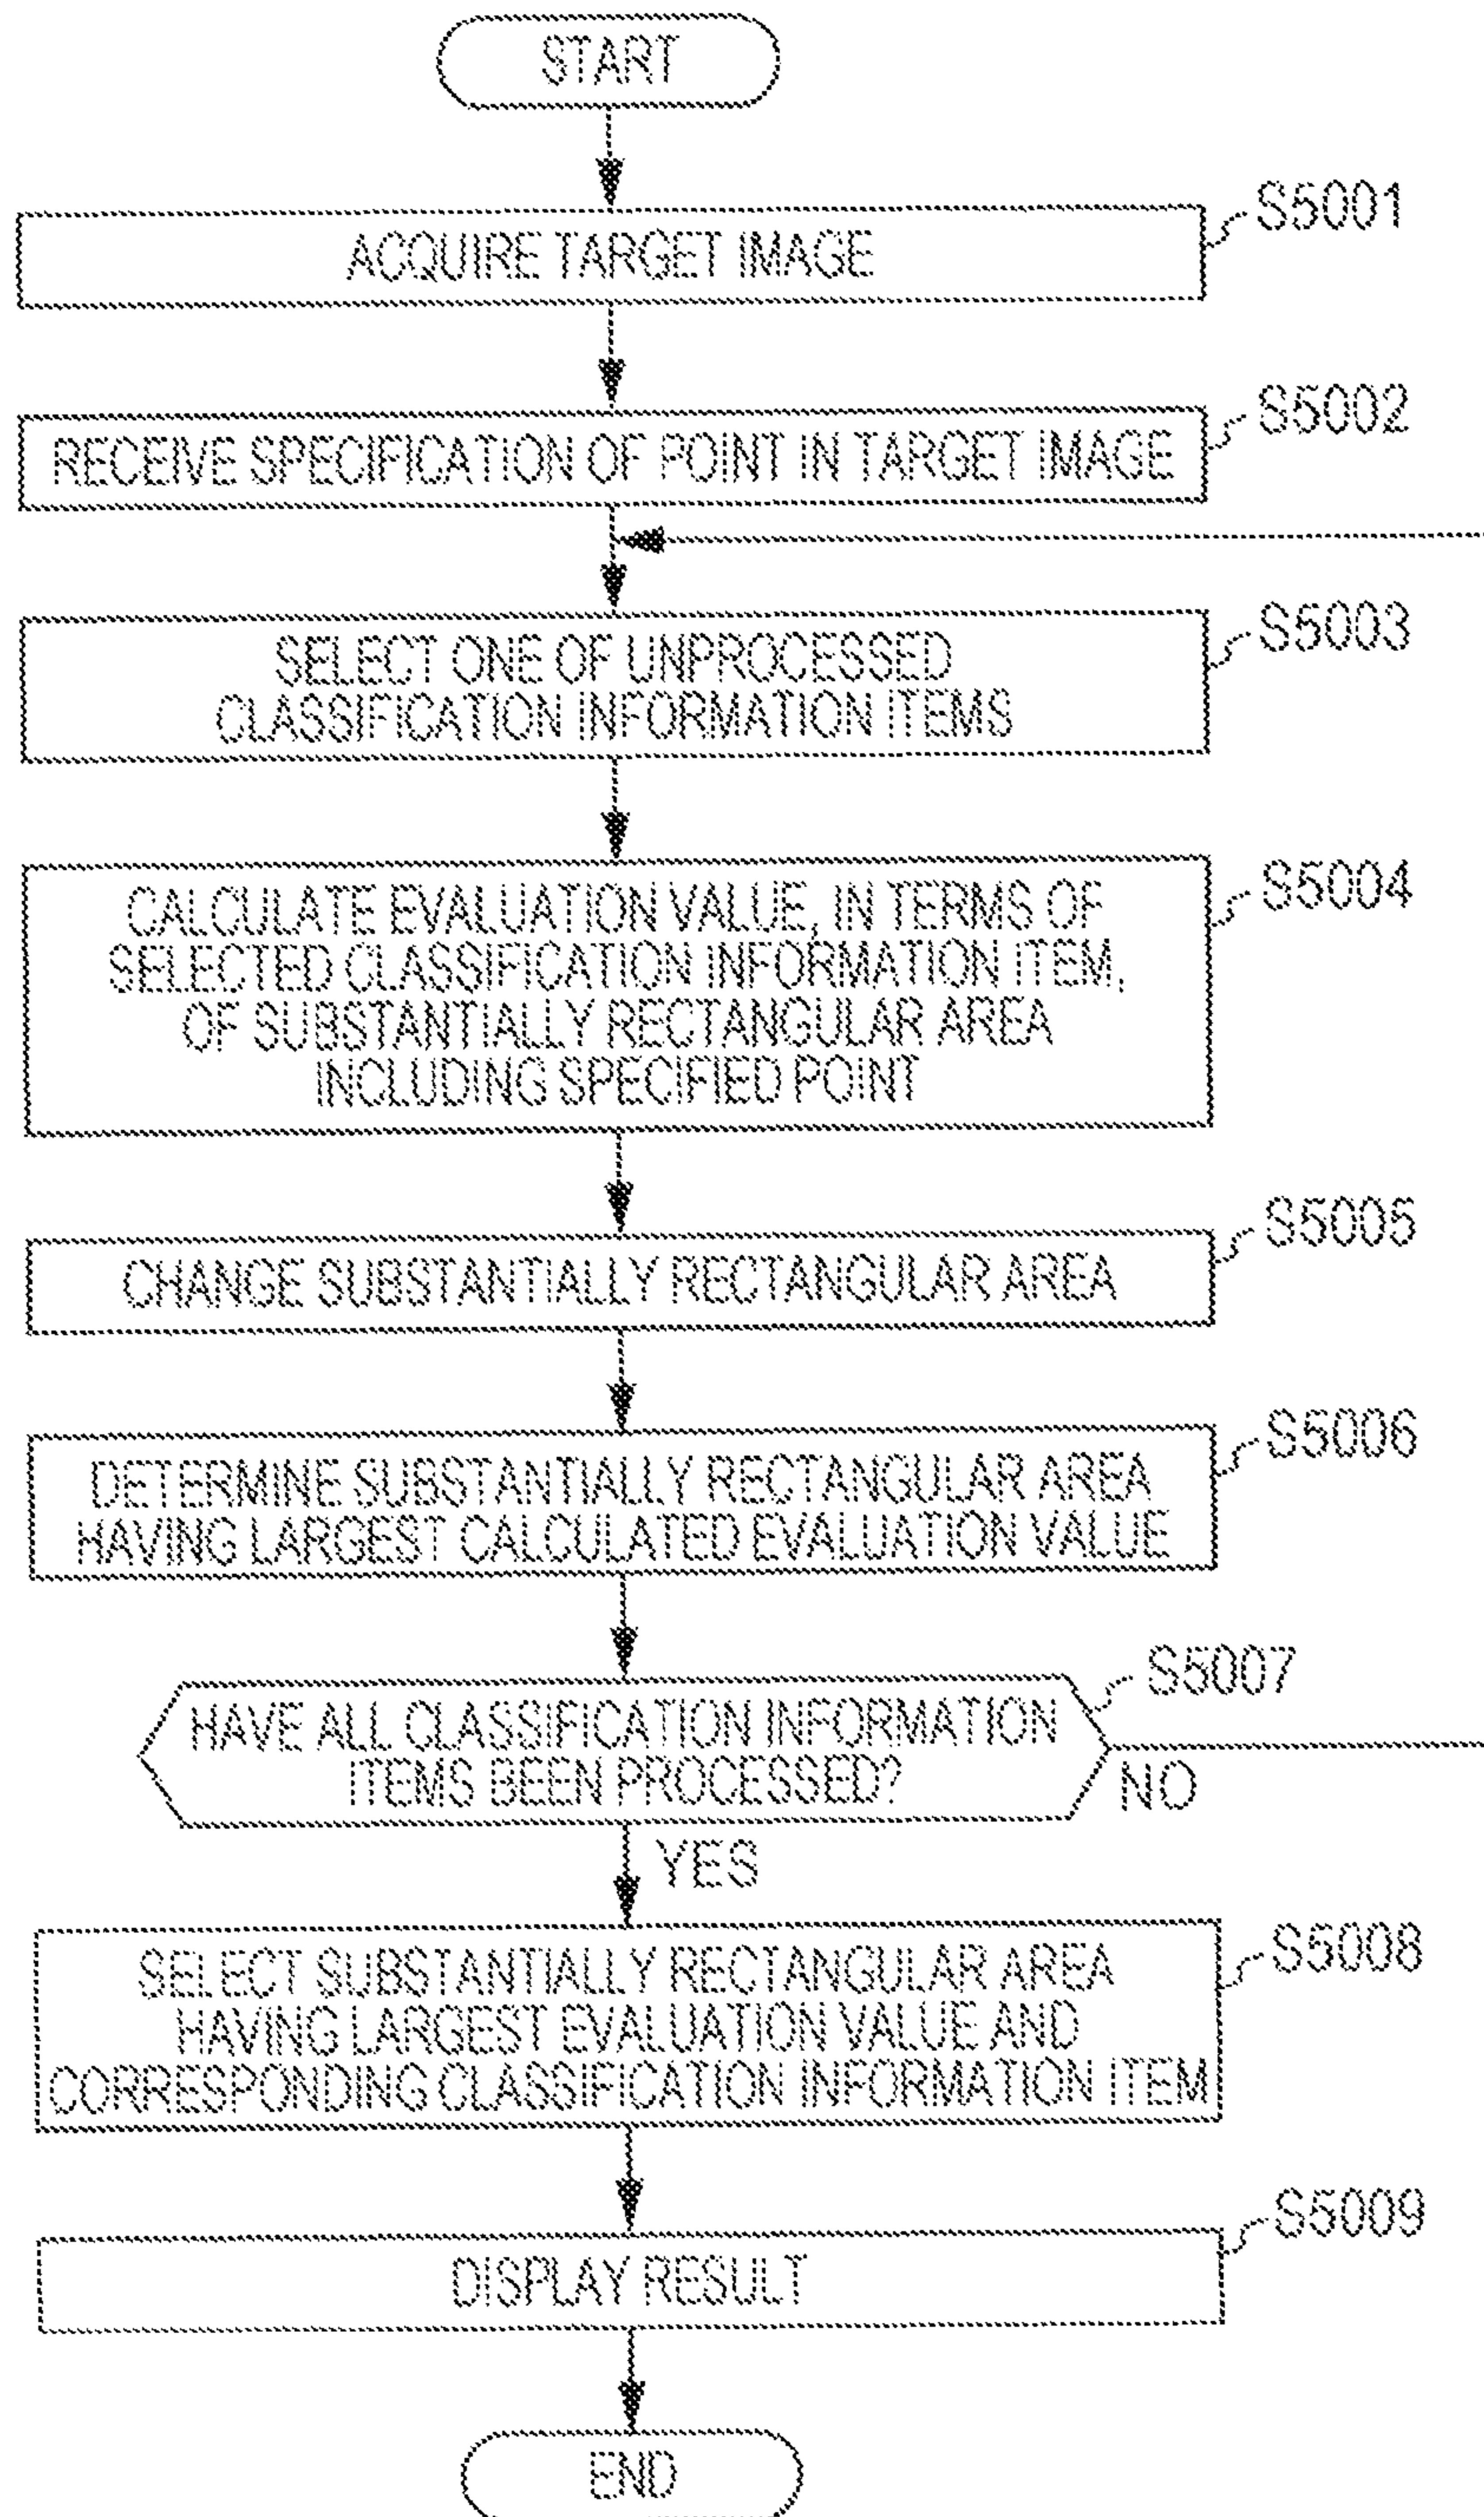 START
S5001
ACQUIRE TARGET IMAGE
S5002
RECEIVE SPECIFICATION OF POINT IN TARGET IMAGE
S5003
SELECT ONE OF UNPROCESSED
CLASSIFICATION INFORMATION ITEMS
S5004
CALCULATE EVALUATION VALUE, IN TERMS OF
SELECTED CLASSIFICATION INFORMATION ITEM,
OF SUBSTANTIALLY RECTANGULAR AREA
INCLUDING SPECIFIED POINT
S5005
CHANGE SUBSTANTIALLY RECTANGULAR AREA
S5006
DETERMINE SUBSTANTIALLY RECTANGULAR AREA
HAVING LARGEST CALCULATED EVALUATION VALUE
S5007
HAVE ALL CLASSIFICATION INFORMATION
ITEMS BEEN PROCESSED?
NO
YES
S5008
SELECT SUBSTANTIALLY RECTANGULAR AREA
HAVING LARGEST EVALUATION VALUE AND
CORRESPONDING CLASSIFICATION INFORMATION ITEM
S5009
DISPLAY RESULT
END